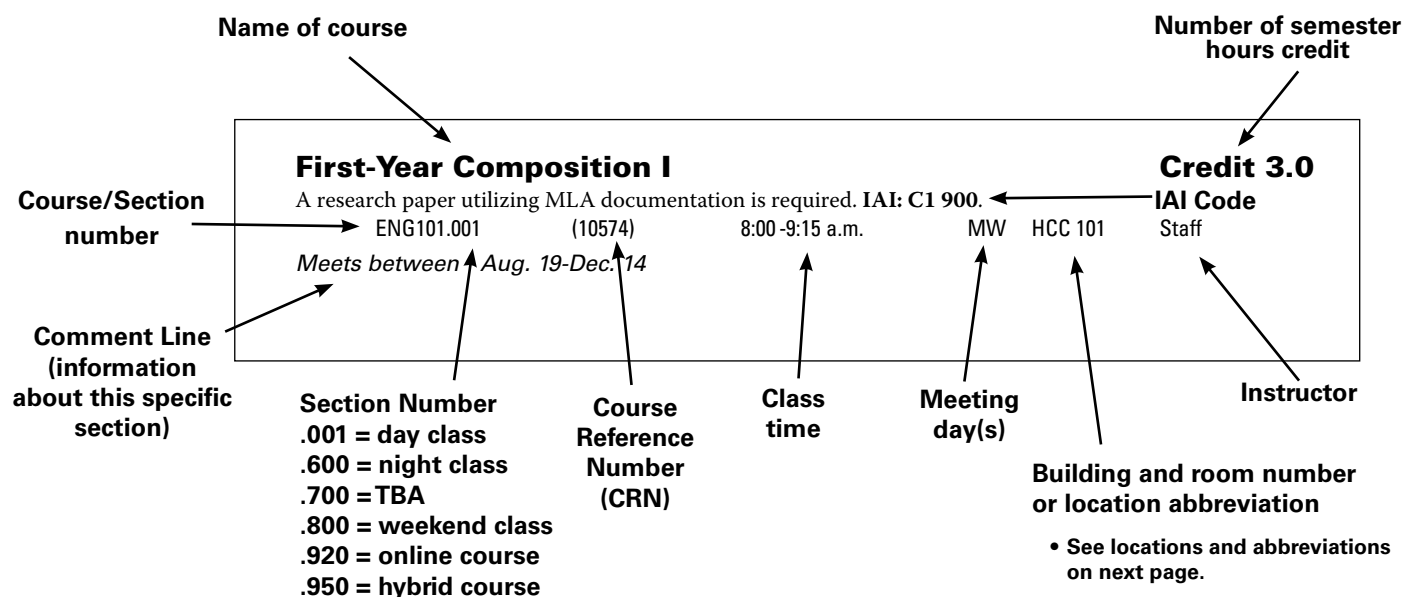 Name of course
Number of semester
hours credit
First-Year Composition I
Credit 3.0
A research paper utilizing MLA documentation is required. IAI: C1 900.
IAI Code
Course/Section
number
ENG101.001 (10574) 8:00 -9:15 a.m. MW HCC 101 Staff
Meets between Aug. 19-Dec. 14
Comment Line
(information
about this specific
section)
Section Number
.001 = day class
.600 = night class
.700 = TBA
.800 = weekend class
.920 = online course
.950 = hybrid course
Course
Reference
Number
(CRN)
Class
time
Meeting
day(s)
Instructor
Building and room number
or location abbreviation
• See locations and abbreviations
on next page.